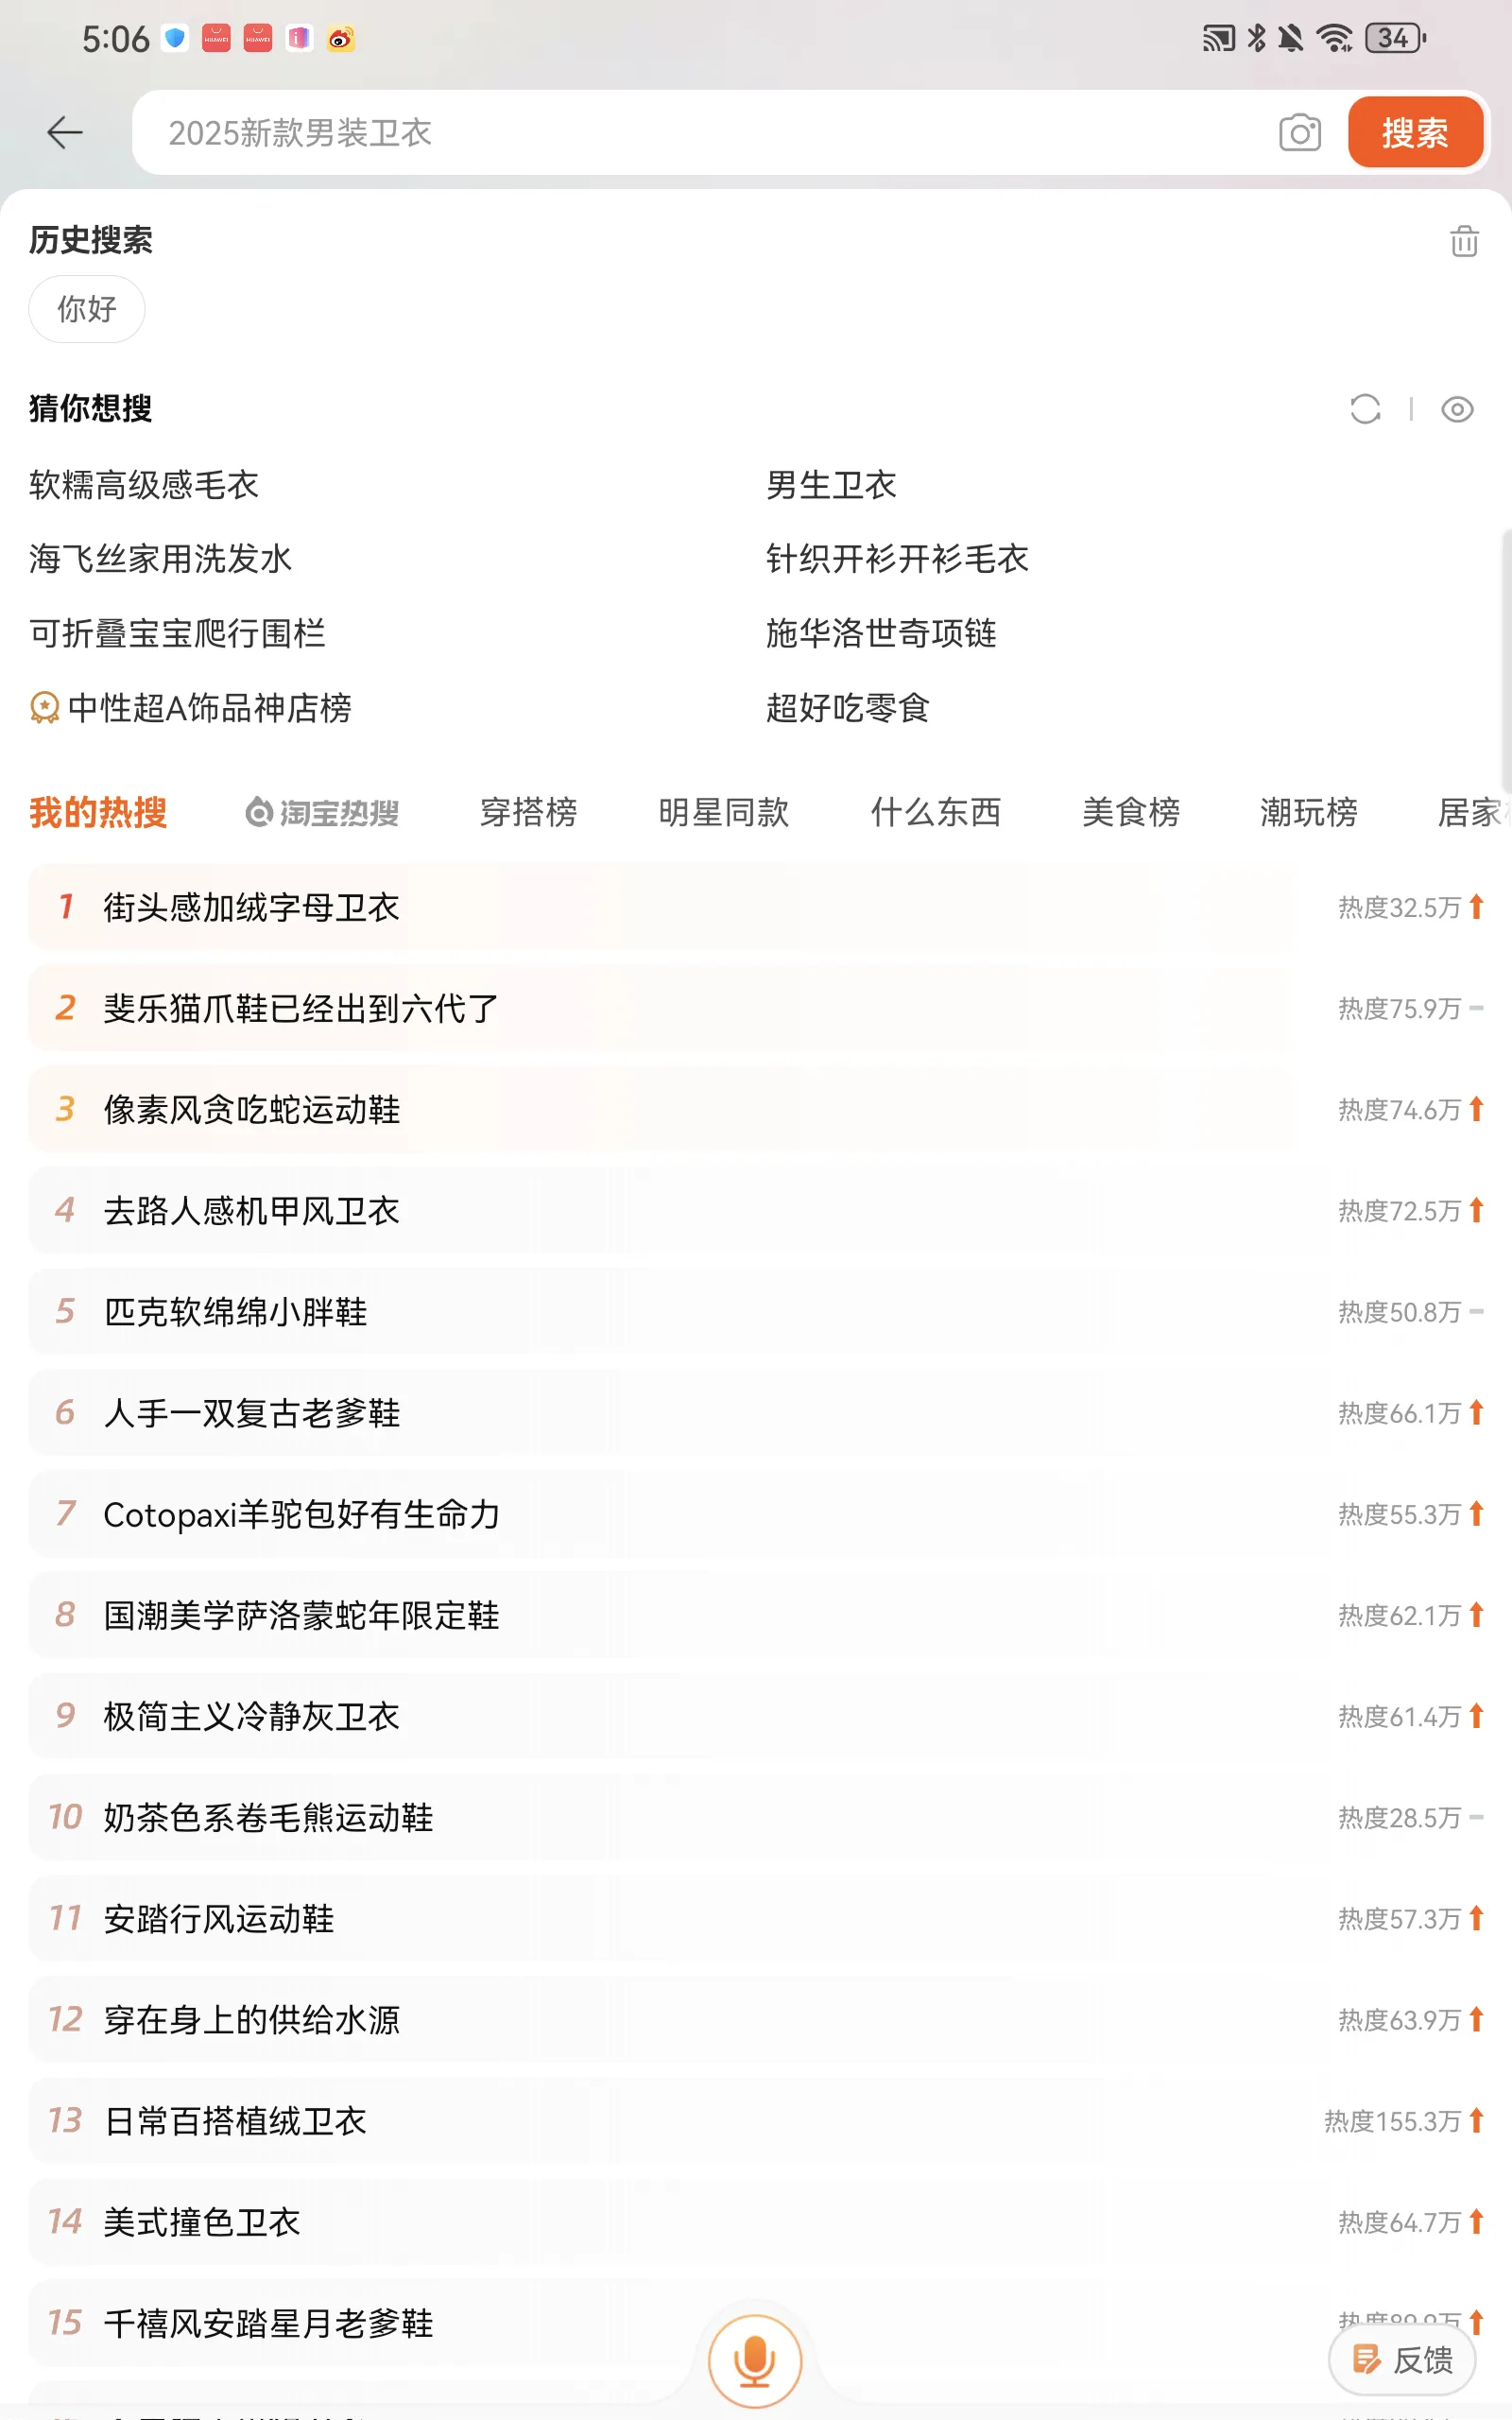 5:06
34
2025新款男装卫衣
搜索
历史搜索
你好
猜你想搜
软糯高级感毛衣
男生卫衣
海飞丝家用洗发水
针织开衫开衫毛衣
可折叠宝宝爬行围栏
施华洛世奇项链
中性超A饰品神店榜
超好吃零食
我的热搜 淘宝热搜 穿搭榜 明星同款 什么东西 美食榜 潮玩榜 居家
1 街头感加绒字母卫衣 热度32.5万
2 斐乐猫爪鞋已经出到六代了 热度75.9万
3 像素风贪吃蛇运动鞋 热度74.6万
4 去路人感机甲风卫衣 热度72.5万
5 匹克软绵绵小胖鞋 热度50.8万
6 人手一双复古老爹鞋 热度66.1万
7 Cotopaxi羊驼包好有生命力 热度55.3万
8 国潮美学萨洛蒙蛇年限定鞋 热度62.1万
9 极简主义冷静灰卫衣 热度61.4万
10 奶茶色系卷毛熊运动鞋 热度28.5万
11 安踏行风运动鞋 热度57.3万
12 穿在身上的供给水源 热度63.9万
13 日常百搭植绒卫衣 热度155.3万
14 美式撞色卫衣 热度64.7万
15 千禧风安踏星月老爹鞋
反馈